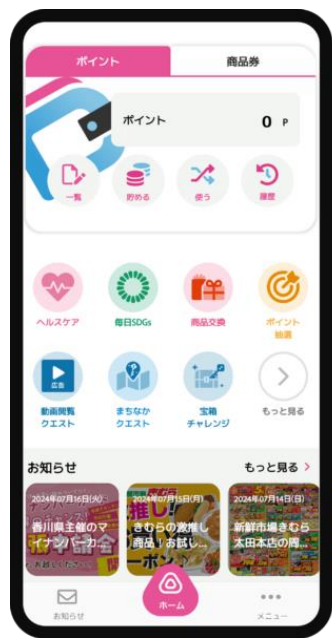 ポイント
商品券
ポイント
0 P
一覧
貯める
使う
履歴
ヘルスケア
毎日SDGs
商品交換
ポイント
抽選
広告
動画閲覧
クエスト
まちなか
クエスト
宝箱
チャレンジ
もっと見る
お知らせ
もっと見る
2024年07月16日(火)
香川県主催のマ
イナンバーカ...
2024年07月15日(月)
きむらの激推し
商品！お試し...
2024年07月14日(日)
新鮮市場きむら
太田本店の周...
お知らせ
ホーム
メニュー